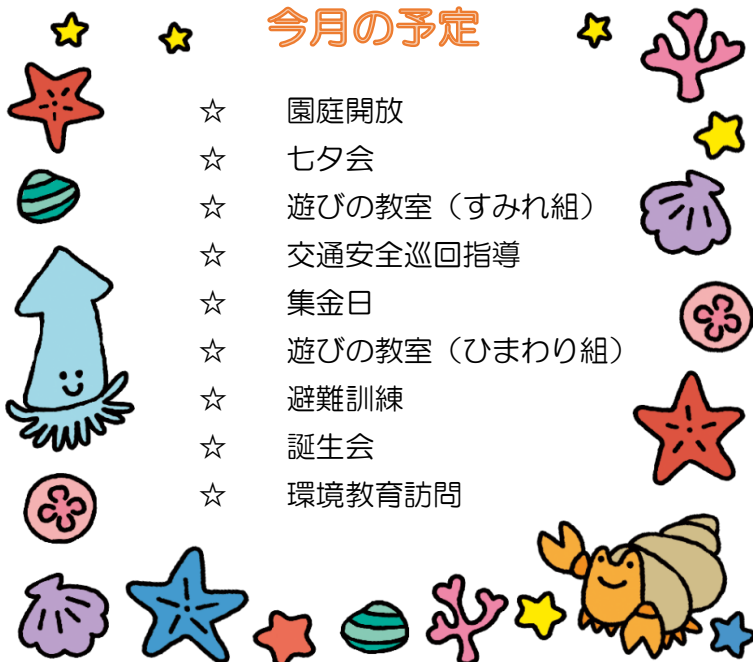 今月の予定
☆ 園庭開放
☆ 七夕会
☆ 遊びの教室（すみれ組）
☆ 交通安全巡回指導
☆ 集金日
☆ 遊びの教室（ひまわり組）
☆ 避難訓練
☆ 誕生会
☆ 環境教育訪問